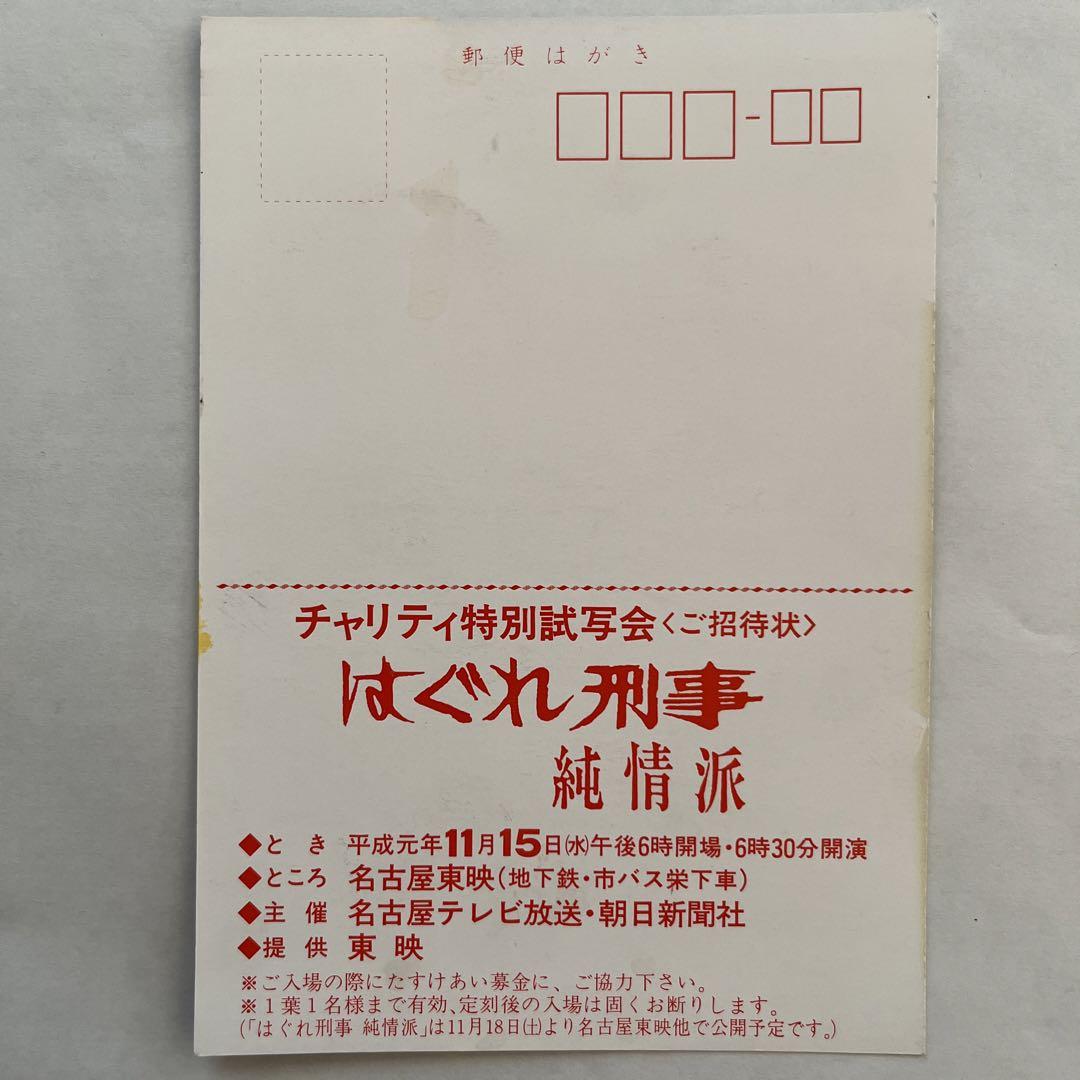 郵便はがき
チャリティ特別試写会〈ご招待状〉
はぐれ刑事
純情派
◆とき 平成元年11月15日㈬午後6時開場・6時30分開演
◆ところ 名古屋東映(地下鉄・市バス栄下車)
◆主催 名古屋テレビ放送・朝日新聞社
◆提供 東映
※ご入場の際にたすけあい募金に、ご協力下さい。
※1葉1名様まで有効、定刻後の入場は固くお断りします。
(「はぐれ刑事 純情派」は11月18日㈯より名古屋東映他で公開予定です。)